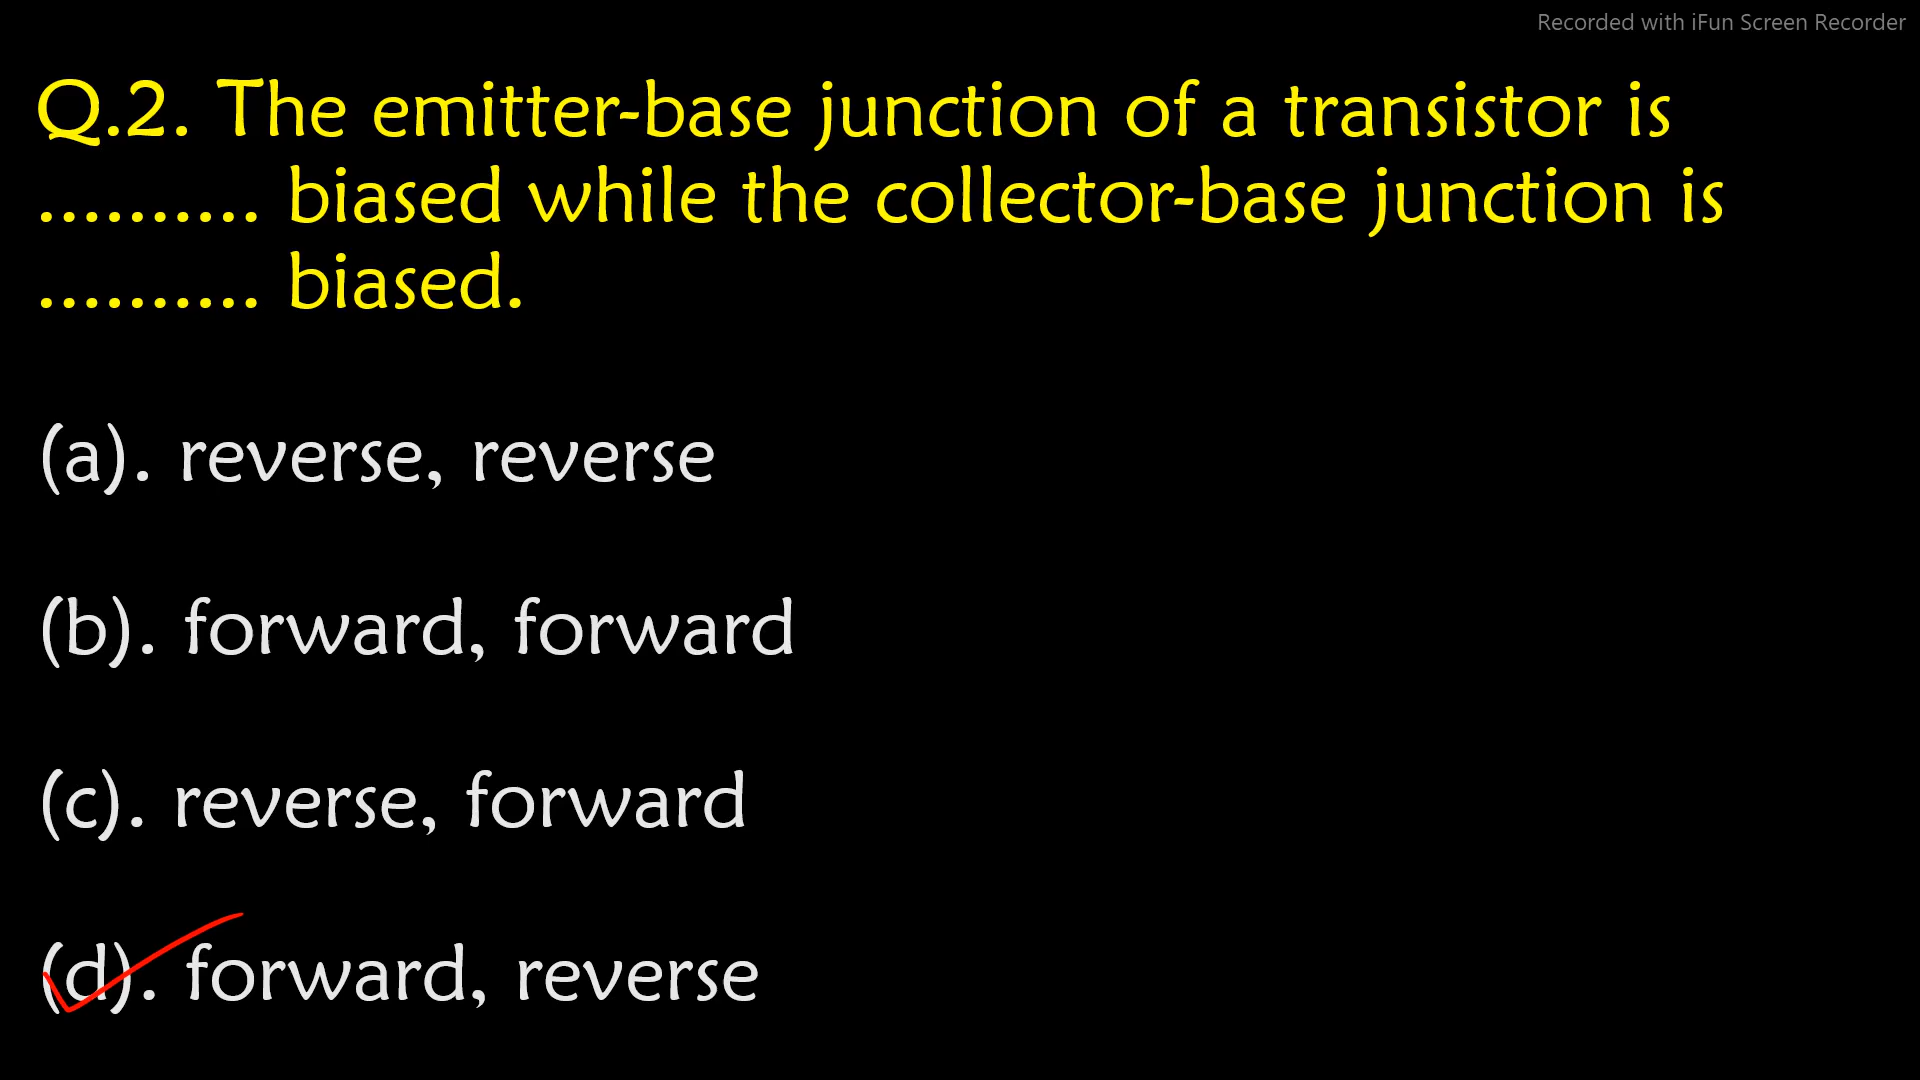 Recorded with iFun Screen Recorder
Q.2. The emitter-base junction of a transistor is
.......... biased while the collector-base junction is
.......... biased.
(a). reverse, reverse
(b). forward, forward
(c). reverse, forward
(d). forward, reverse